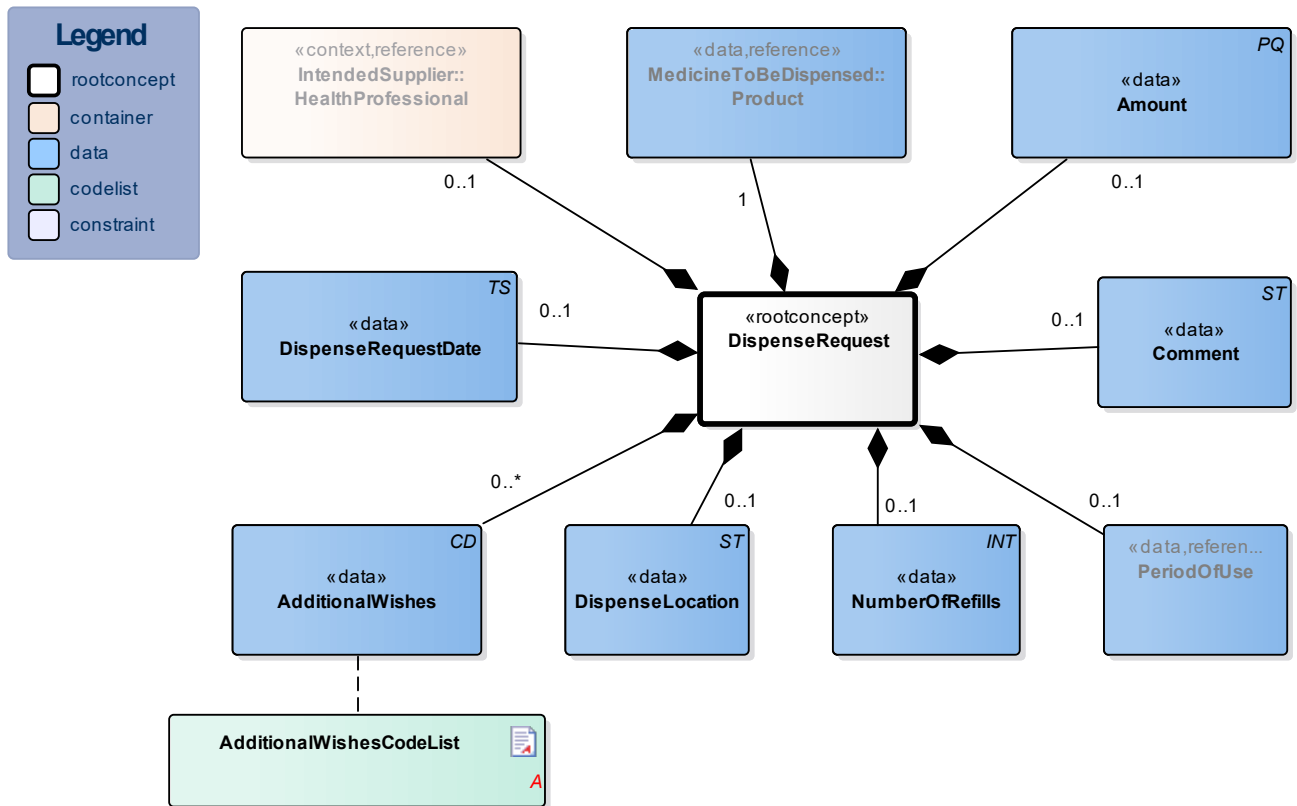 Legend
rootconcept
container
data
codelist
constraint
«context,reference»
IntendedSupplier::
HealthProfessional
«data,reference»
MedicineToBeDispensed::
Product
PQ
«data»
Amount
0..1
1
0..1
TS
«data»
DispenseRequestDate
0..1
«rootconcept»
DispenseRequest
0..1
ST
«data»
Comment
0..*
0..1
0..1
0..1
CD
«data»
AdditionalWishes
ST
«data»
DispenseLocation
INT
«data»
NumberOfRefills
«data,referen...
PeriodOfUse
AdditionalWishesCodeList
A